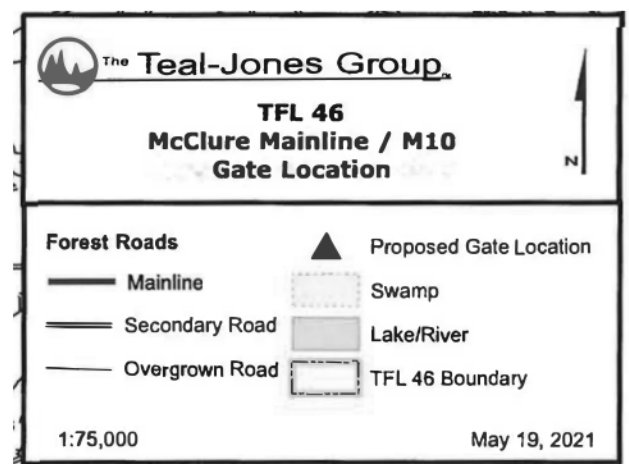 The Teal-Jones Group
TFL 46
McClure Mainline / M10
Gate Location
N
Forest Roads
Mainline
Secondary Road
Overgrown Road
Proposed Gate Location
Swamp
Lake/River
TFL 46 Boundary
1:75,000
May 19, 2021